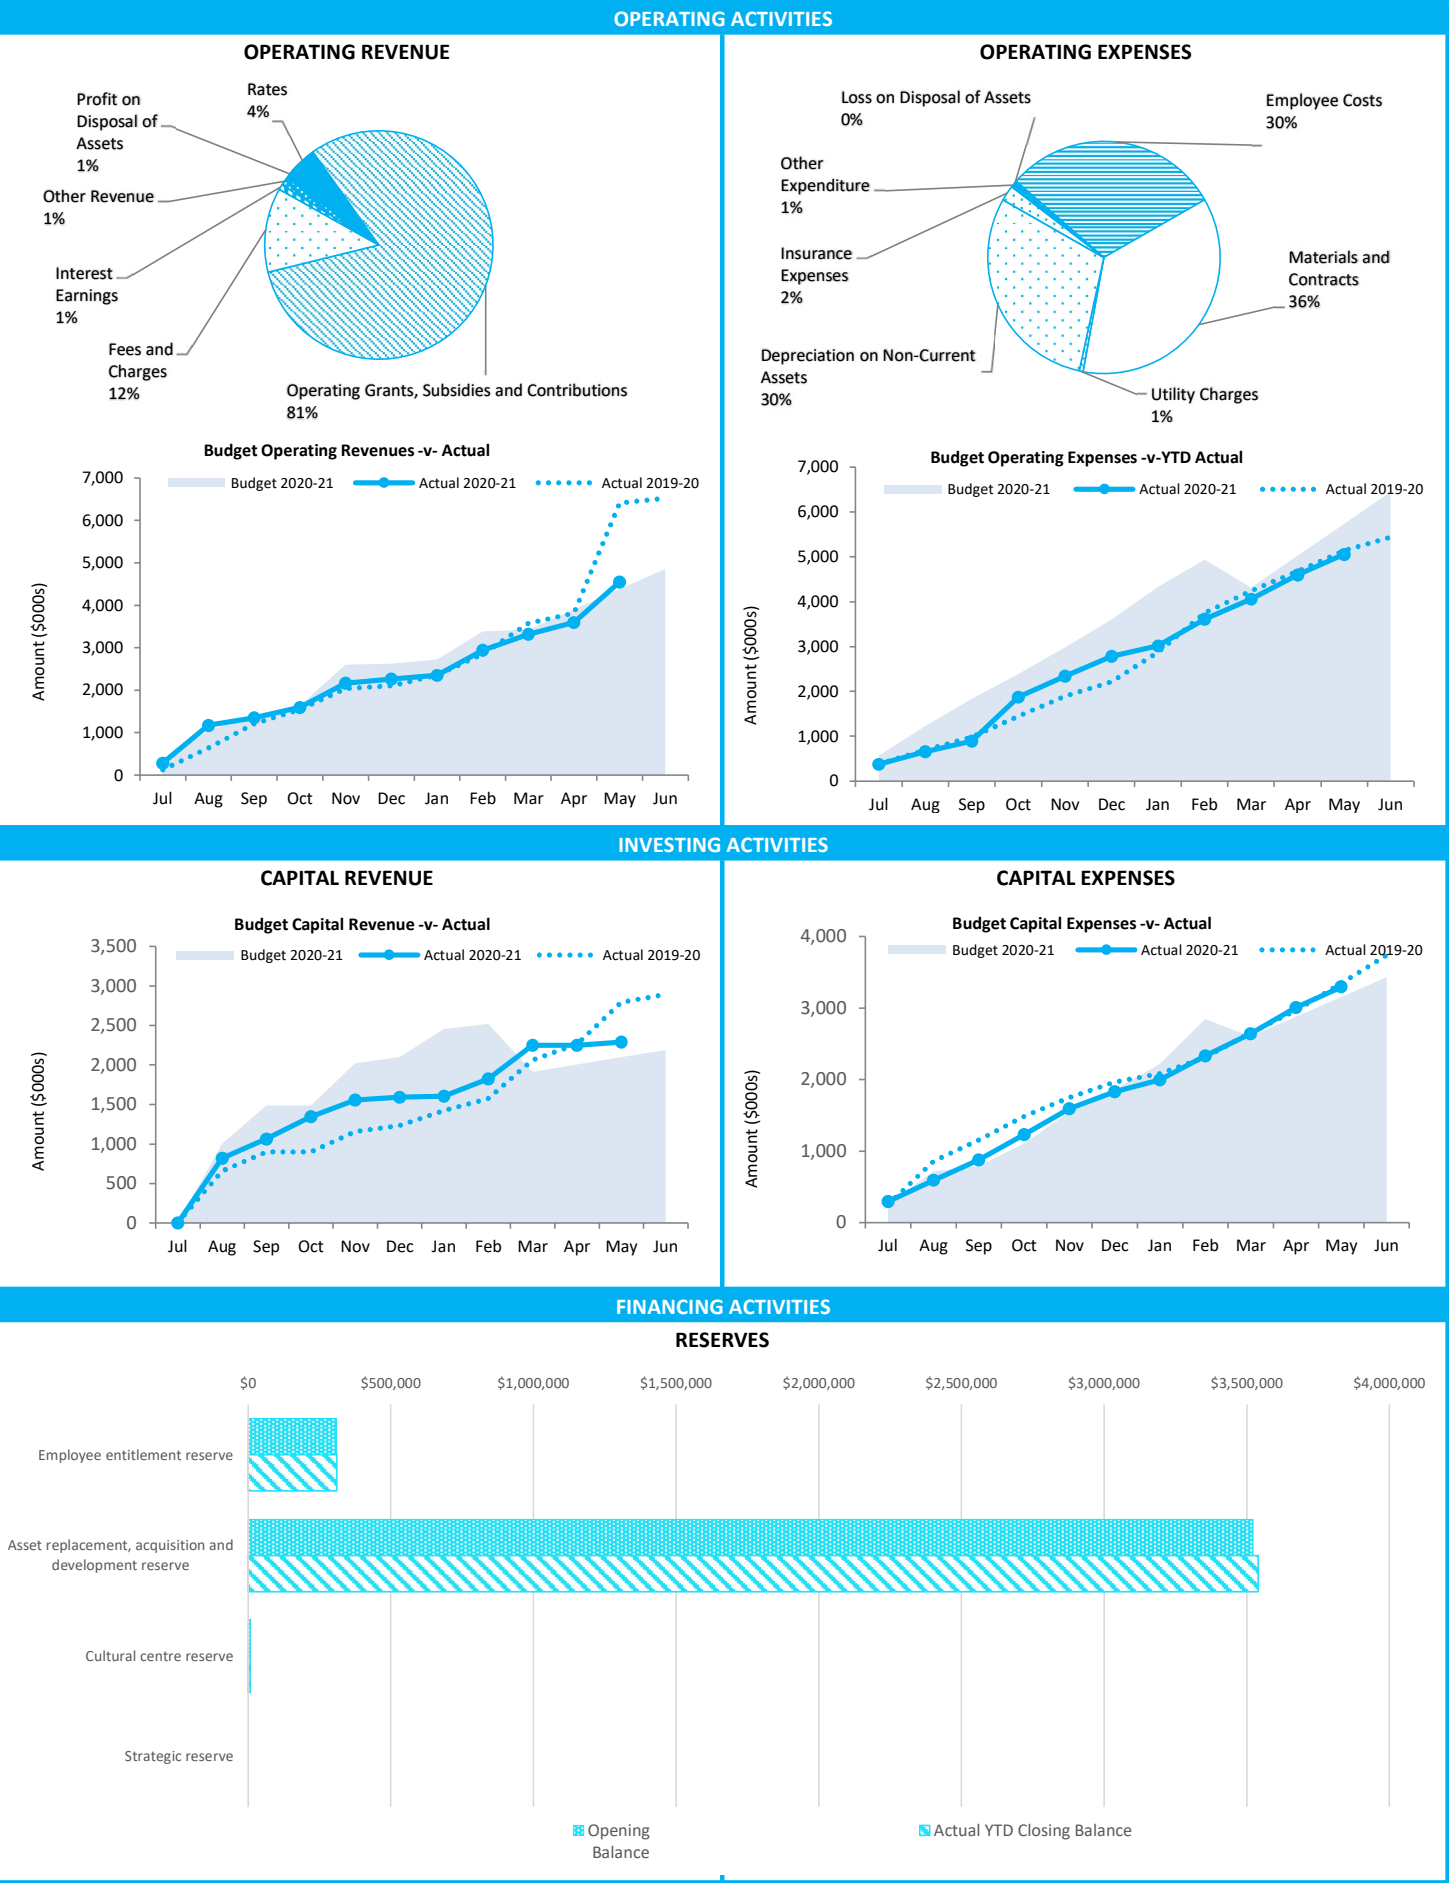 OPERATING ACTIVITIES
OPERATING REVENUE
Rates
4%
Profit on
Disposal of
Assets
1%
Other Revenue
1%
Interest
Earnings
1%
Fees and
Charges
12%
Operating Grants, Subsidies and Contributions
81%
OPERATING EXPENSES
Loss on Disposal of Assets
0%
Employee Costs
30%
Other
Expenditure
1%
Insurance
Expenses
2%
Materials and
Contracts
36%
Depreciation on Non-Current
Assets
30%
Utility Charges
1%
Budget Operating Revenues -v- Actual
Budget 2020-21 Actual 2020-21 Actual 2019-20
7,000
6,000
5,000
4,000
3,000
2,000
1,000
0
Amount ($000s)
Jul Aug Sep Oct Nov Dec Jan Feb Mar Apr May Jun
Budget Operating Expenses -v-YTD Actual
Budget 2020-21 Actual 2020-21 Actual 2019-20
7,000
6,000
5,000
4,000
3,000
2,000
1,000
0
Amount ($000s)
Jul Aug Sep Oct Nov Dec Jan Feb Mar Apr May Jun
INVESTING ACTIVITIES
CAPITAL REVENUE
Budget Capital Revenue -v- Actual
Budget 2020-21 Actual 2020-21 Actual 2019-20
3,500
3,000
2,500
2,000
1,500
1,000
500
0
Amount ($000s)
Jul Aug Sep Oct Nov Dec Jan Feb Mar Apr May Jun
CAPITAL EXPENSES
Budget Capital Expenses -v- Actual
Budget 2020-21 Actual 2020-21 Actual 2019-20
4,000
3,000
2,000
1,000
0
Amount ($000s)
Jul Aug Sep Oct Nov Dec Jan Feb Mar Apr May Jun
FINANCING ACTIVITIES
RESERVES
$0 $500,000 $1,000,000 $1,500,000 $2,000,000 $2,500,000 $3,000,000 $3,500,000 $4,000,000
Employee entitlement reserve
Asset replacement, acquisition and
development reserve
Cultural centre reserve
Strategic reserve
Opening
Balance
Actual YTD Closing Balance